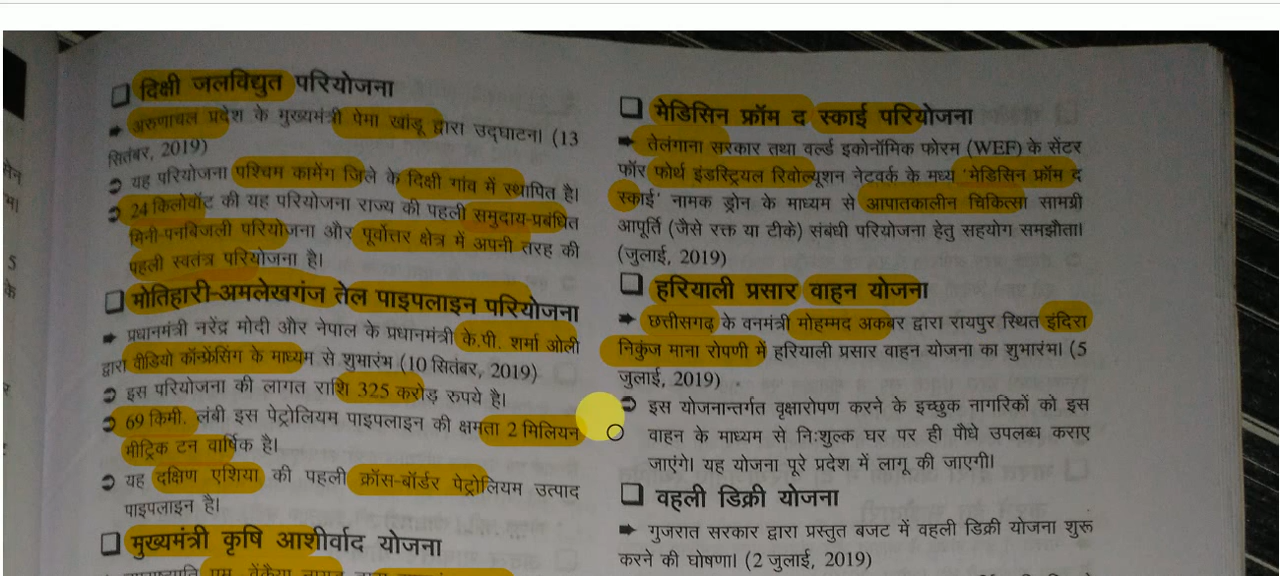 ❑ दिक्षी जलविद्युत परियोजना
➡ अरुणाचल प्रदेश के मुख्यमंत्री पेमा खांडू द्वारा उद्घाटन। (13
सितंबर, 2019)
➲ यह परियोजना पश्चिम कामेंग जिले के दिक्षी गांव में स्थापित है।
➲ 24 किलोवॉट की यह परियोजना राज्य की पहली समुदाय-प्रबंधित
मिनी-पनबिजली परियोजना और पूर्वोत्तर क्षेत्र में अपनी तरह की
पहली स्वतंत्र परियोजना है।
❑ मोतिहारी-अमलेखगंज तेल पाइपलाइन परियोजना
➡ प्रधानमंत्री नरेंद्र मोदी और नेपाल के प्रधानमंत्री के.पी. शर्मा ओली
द्वारा वीडियो कॉन्फ्रेंसिंग के माध्यम से शुभारंभ (10 सितंबर, 2019)
➲ इस परियोजना की लागत राशि 325 करोड़ रुपये है।
➲ 69 किमी. लंबी इस पेट्रोलियम पाइपलाइन की क्षमता 2 मिलियन
मीट्रिक टन वार्षिक है।
➲ यह दक्षिण एशिया की पहली क्रॉस-बॉर्डर पेट्रोलियम उत्पाद
पाइपलाइन है।
❑ मुख्यमंत्री कृषि आशीर्वाद योजना
❑ मेडिसिन फ्रॉम द स्काई परियोजना
➡ तेलंगाना सरकार तथा वर्ल्ड इकोनॉमिक फोरम (WEF) के सेंटर
फॉर फोर्थ इंडस्ट्रियल रिवोल्यूशन नेटवर्क के मध्य 'मेडिसिन फ्रॉम द
स्काई' नामक ड्रोन के माध्यम से आपातकालीन चिकित्सा सामग्री
आपूर्ति (जैसे रक्त या टीके) संबंधी परियोजना हेतु सहयोग समझौता।
(जुलाई, 2019)
❑ हरियाली प्रसार वाहन योजना
➡ छत्तीसगढ़ के वनमंत्री मोहम्मद अकबर द्वारा रायपुर स्थित इंदिरा
निकुंज माना रोपणी में हरियाली प्रसार वाहन योजना का शुभारंभ। (5
जुलाई, 2019)
➲ इस योजनान्तर्गत वृक्षारोपण करने के इच्छुक नागरिकों को इस
वाहन के माध्यम से नि:शुल्क घर पर ही पौधे उपलब्ध कराए
जाएंगे। यह योजना पूरे प्रदेश में लागू की जाएगी।
❑ वहली डिक्री योजना
➡ गुजरात सरकार द्वारा प्रस्तुत बजट में वहली डिक्री योजना शुरू
करने की घोषणा। (2 जुलाई, 2019)